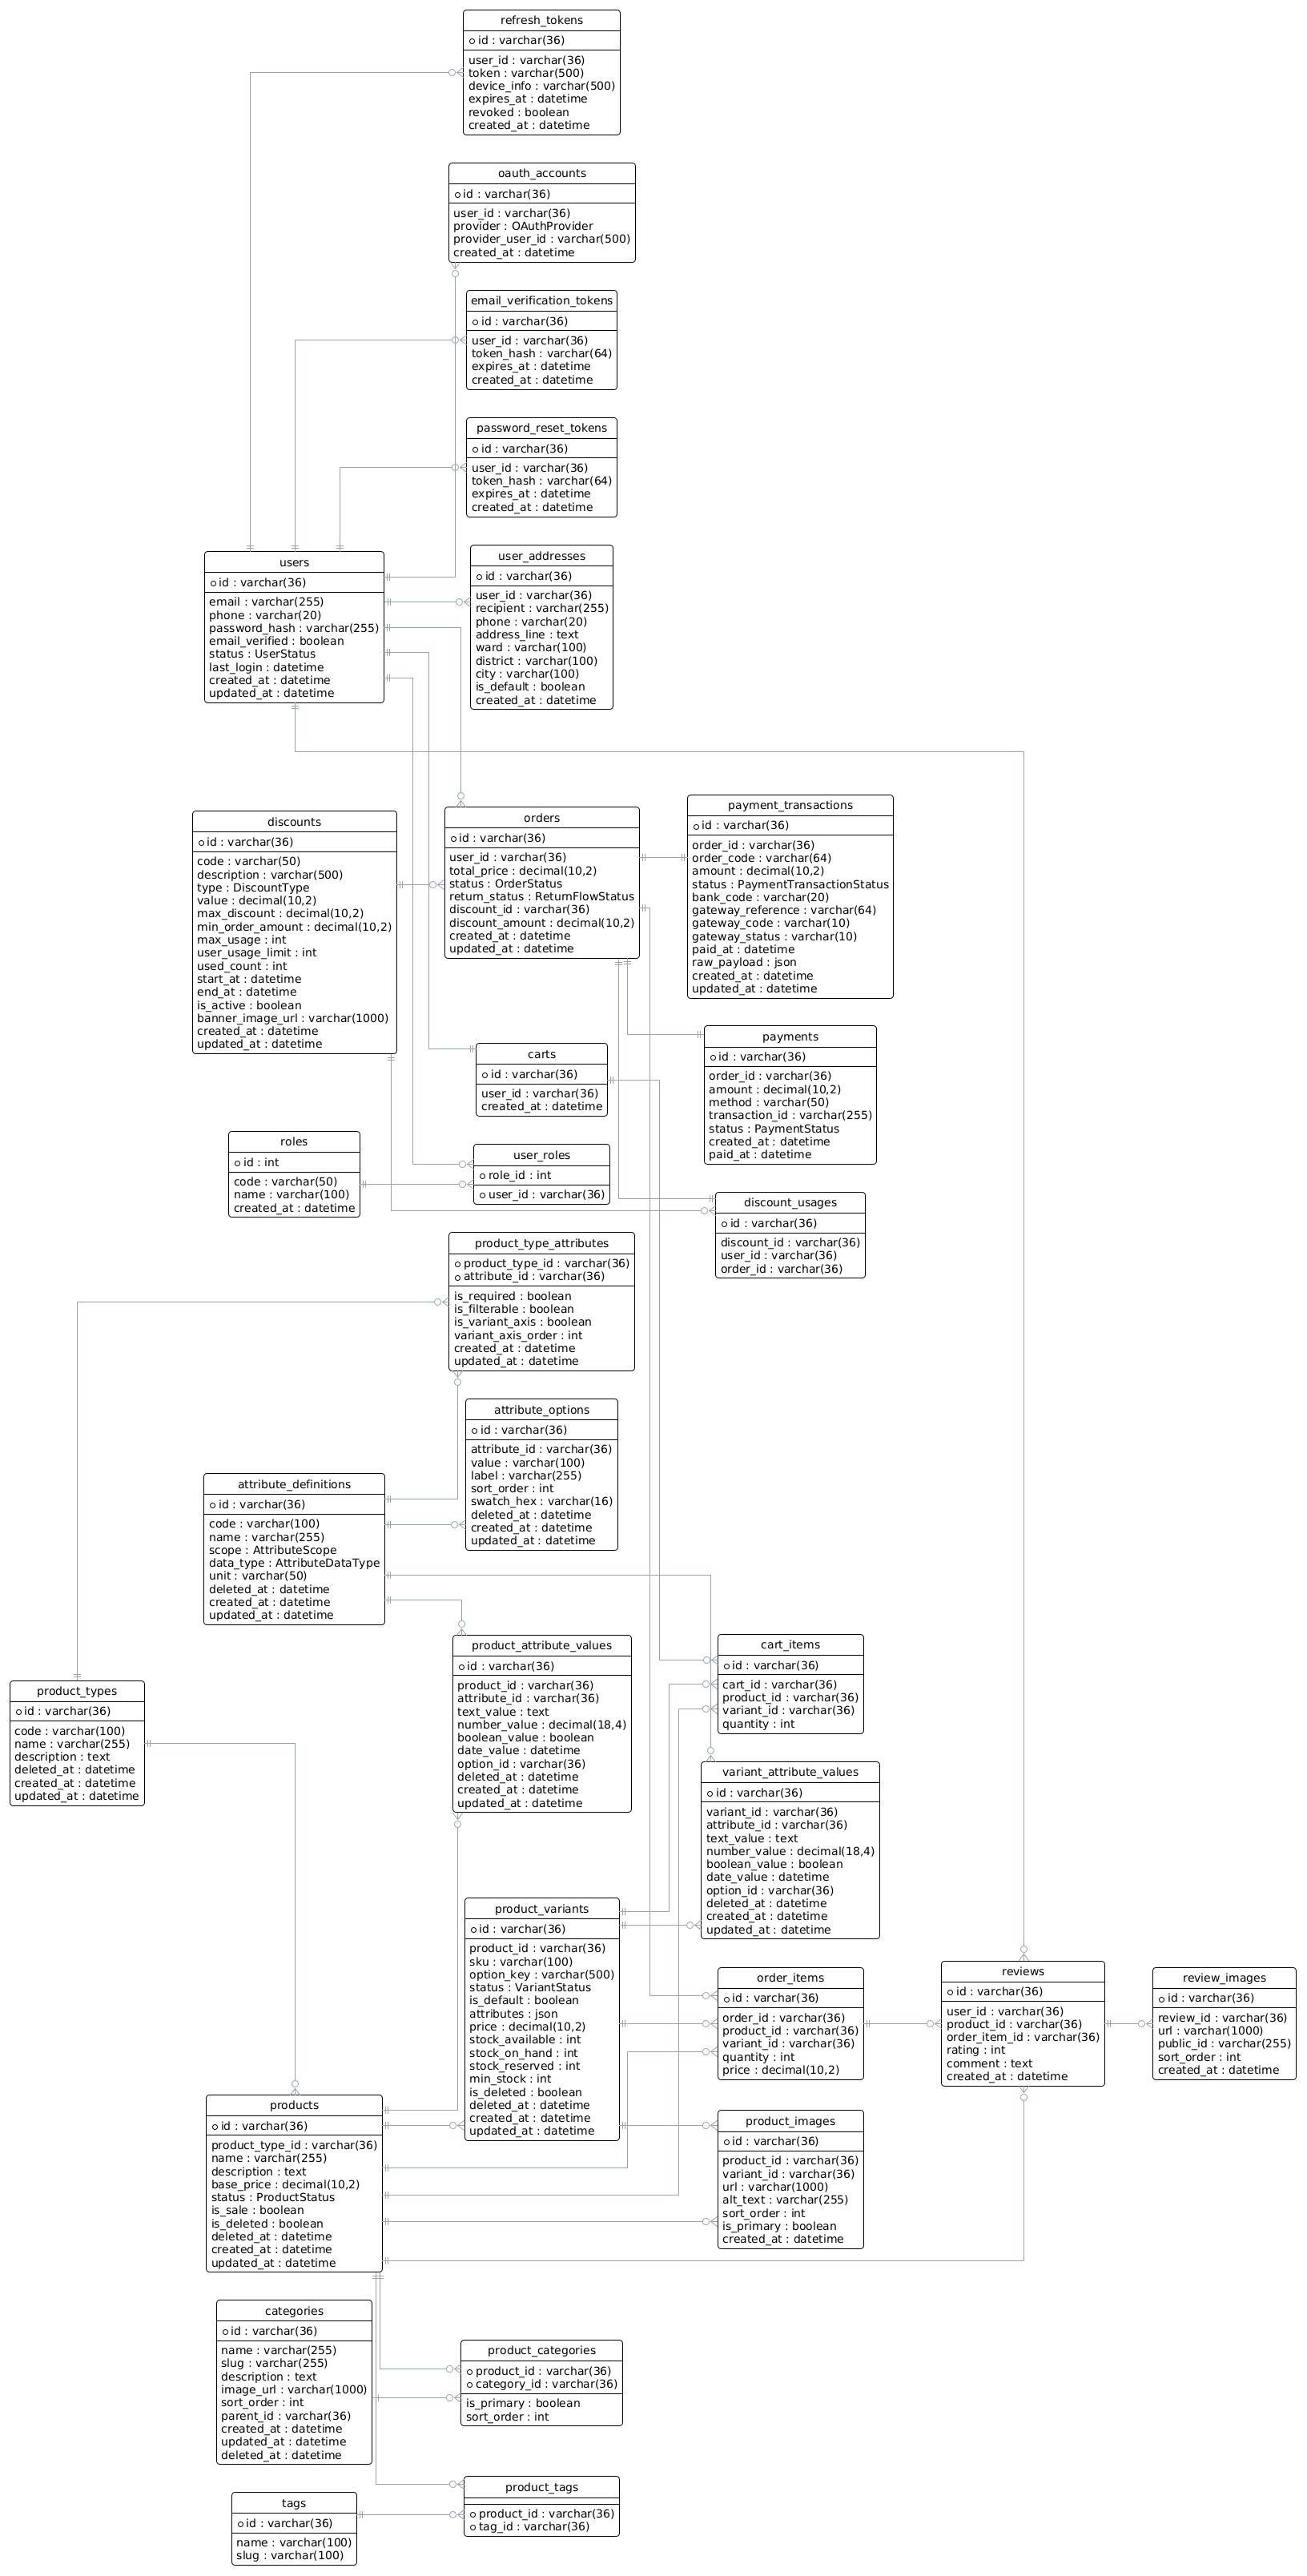 refresh_tokens
id : varchar(36)
user_id : varchar(36)
token : varchar(500)
device_info : varchar(500)
expires_at : datetime
revoked : boolean
created_at : datetime
oauth_accounts
id : varchar(36)
user_id : varchar(36)
provider : OAuthProvider
provider_user_id : varchar(500)
created_at : datetime
email_verification_tokens
id : varchar(36)
user_id : varchar(36)
token_hash : varchar(64)
expires_at : datetime
created_at : datetime
password_reset_tokens
id : varchar(36)
user_id : varchar(36)
token_hash : varchar(64)
expires_at : datetime
created_at : datetime
users
id : varchar(36)
email : varchar(255)
phone : varchar(20)
password_hash : varchar(255)
email_verified : boolean
status : UserStatus
last_login : datetime
created_at : datetime
updated_at : datetime
user_addresses
id : varchar(36)
user_id : varchar(36)
recipient : varchar(255)
phone : varchar(20)
address_line : text
ward : varchar(100)
district : varchar(100)
city : varchar(100)
is_default : boolean
created_at : datetime
discounts
id : varchar(36)
code : varchar(50)
description : varchar(500)
type : DiscountType
value : decimal(10,2)
max_discount : decimal(10,2)
min_order_amount : decimal(10,2)
max_usage : int
user_usage_limit : int
used_count : int
start_at : datetime
end_at : datetime
is_active : boolean
banner_image_url : varchar(1000)
created_at : datetime
updated_at : datetime
orders
id : varchar(36)
user_id : varchar(36)
total_price : decimal(10,2)
status : OrderStatus
return_status : ReturnFlowStatus
discount_id : varchar(36)
discount_amount : decimal(10,2)
created_at : datetime
updated_at : datetime
payment_transactions
id : varchar(36)
order_id : varchar(36)
order_code : varchar(64)
amount : decimal(10,2)
status : PaymentTransactionStatus
bank_code : varchar(20)
gateway_reference : varchar(64)
gateway_code : varchar(10)
gateway_status : varchar(10)
paid_at : datetime
raw_payload : json
created_at : datetime
updated_at : datetime
payments
id : varchar(36)
order_id : varchar(36)
amount : decimal(10,2)
method : varchar(50)
transaction_id : varchar(255)
status : PaymentStatus
created_at : datetime
paid_at : datetime
carts
id : varchar(36)
user_id : varchar(36)
created_at : datetime
roles
id : int
code : varchar(50)
name : varchar(100)
created_at : datetime
user_roles
role_id : int
user_id : varchar(36)
discount_usages
id : varchar(36)
discount_id : varchar(36)
user_id : varchar(36)
order_id : varchar(36)
product_type_attributes
product_type_id : varchar(36)
attribute_id : varchar(36)
is_required : boolean
is_filterable : boolean
is_variant_axis : boolean
variant_axis_order : int
created_at : datetime
updated_at : datetime
attribute_options
id : varchar(36)
attribute_id : varchar(36)
value : varchar(100)
label : varchar(255)
sort_order : int
swatch_hex : varchar(16)
deleted_at : datetime
created_at : datetime
updated_at : datetime
attribute_definitions
id : varchar(36)
code : varchar(100)
name : varchar(255)
scope : AttributeScope
data_type : AttributeDataType
unit : varchar(50)
deleted_at : datetime
created_at : datetime
updated_at : datetime
product_types
id : varchar(36)
code : varchar(100)
name : varchar(255)
description : text
deleted_at : datetime
created_at : datetime
updated_at : datetime
product_attribute_values
id : varchar(36)
product_id : varchar(36)
attribute_id : varchar(36)
text_value : text
number_value : decimal(18,4)
boolean_value : boolean
date_value : datetime
option_id : varchar(36)
deleted_at : datetime
created_at : datetime
updated_at : datetime
cart_items
id : varchar(36)
cart_id : varchar(36)
product_id : varchar(36)
variant_id : varchar(36)
quantity : int
variant_attribute_values
id : varchar(36)
variant_id : varchar(36)
attribute_id : varchar(36)
text_value : text
number_value : decimal(18,4)
boolean_value : boolean
date_value : datetime
option_id : varchar(36)
deleted_at : datetime
created_at : datetime
updated_at : datetime
product_variants
id : varchar(36)
product_id : varchar(36)
sku : varchar(100)
option_key : varchar(500)
status : VariantStatus
is_default : boolean
attributes : json
price : decimal(10,2)
stock_available : int
stock_on_hand : int
stock_reserved : int
min_stock : int
is_deleted : boolean
deleted_at : datetime
created_at : datetime
updated_at : datetime
order_items
id : varchar(36)
order_id : varchar(36)
product_id : varchar(36)
variant_id : varchar(36)
quantity : int
price : decimal(10,2)
reviews
id : varchar(36)
user_id : varchar(36)
product_id : varchar(36)
order_item_id : varchar(36)
rating : int
comment : text
created_at : datetime
review_images
id : varchar(36)
review_id : varchar(36)
url : varchar(1000)
public_id : varchar(255)
sort_order : int
created_at : datetime
products
id : varchar(36)
product_type_id : varchar(36)
name : varchar(255)
description : text
base_price : decimal(10,2)
status : ProductStatus
is_sale : boolean
is_deleted : boolean
deleted_at : datetime
created_at : datetime
updated_at : datetime
product_images
id : varchar(36)
product_id : varchar(36)
variant_id : varchar(36)
url : varchar(1000)
alt_text : varchar(255)
sort_order : int
is_primary : boolean
created_at : datetime
categories
id : varchar(36)
name : varchar(255)
slug : varchar(255)
description : text
image_url : varchar(1000)
sort_order : int
parent_id : varchar(36)
created_at : datetime
updated_at : datetime
deleted_at : datetime
product_categories
product_id : varchar(36)
category_id : varchar(36)
is_primary : boolean
sort_order : int
tags
id : varchar(36)
name : varchar(100)
slug : varchar(100)
product_tags
product_id : varchar(36)
tag_id : varchar(36)